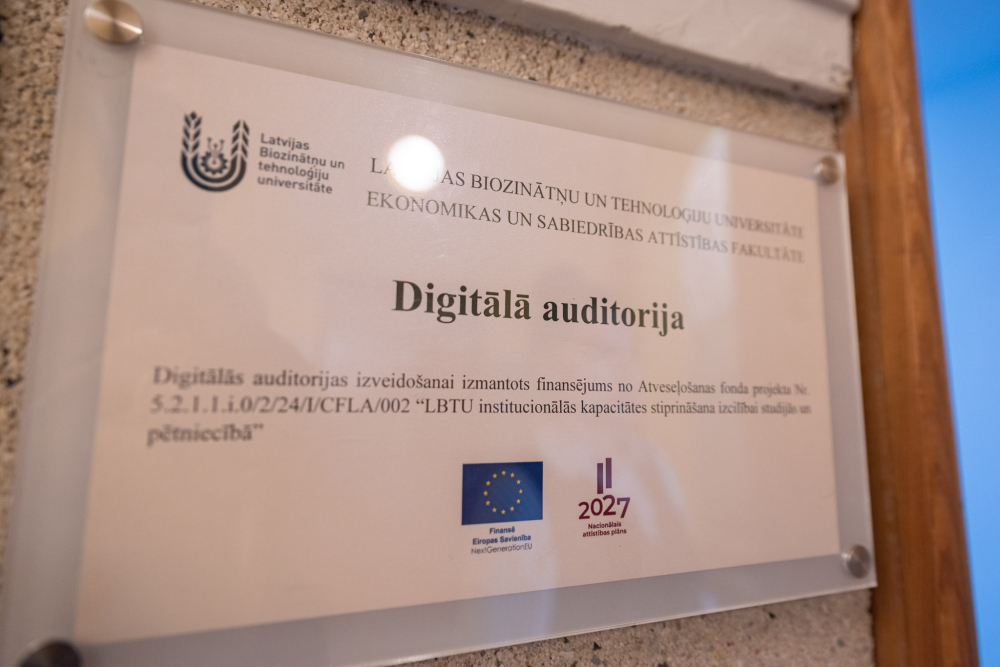 Latvijas
Biozinātņu un
tehnoloģiju
universitāte
BIOZINĀTŅU UN TEHNOLOĢIJU UNIVERSITĀTE
EKONOMIKAS UN SABIEDRĪBAS ATTĪSTĪBAS FAKULTĀTE
Digitālā auditorija
Digitālās auditorijas izveidošanai izmantots finansējums no Atveseļošanas fonda projekta Nr.
5.2.1.1.i.0/2/24/I/CFLA/002 “LBTU institucionālās kapacitātes stiprināšana izcilībai studijās un
pētniecībā”
Finansē
Eiropas Savienība
NextGenerationEU
2027
Nacionālais
attīstības plāns